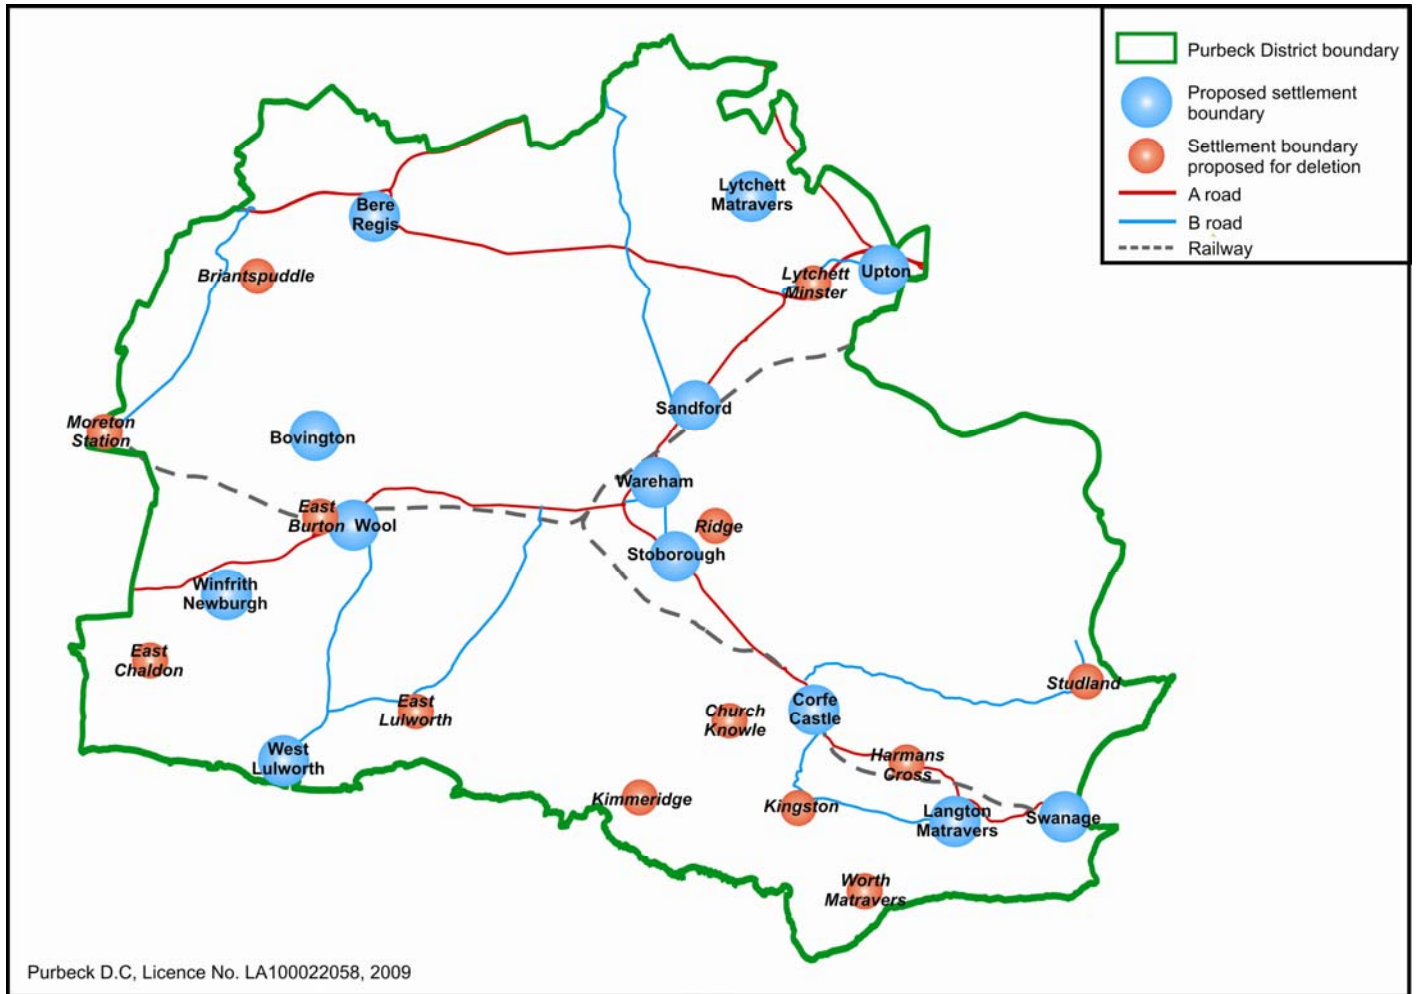 Purbeck District boundary
Proposed settlement
boundary
Settlement boundary
proposed for deletion
A road
B road
Railway
Lytchett
Matravers
Bere
Regis
Briantspuddle
Lytchett
Minster
Upton
Sandford
Moreton
Station
Bovington
Wareham
East
Burton
Wool
Ridge
Stoborough
Winfrith
Newburgh
East
Chaldon
Studland
East
Lulworth
Church
Knowle
Corfe
Castle
West
Lulworth
Harmans
Cross
Kimmeridge
Kingston
Langton
Matravers
Swanage
Worth
Matravers
Purbeck D.C, Licence No. LA100022058, 2009